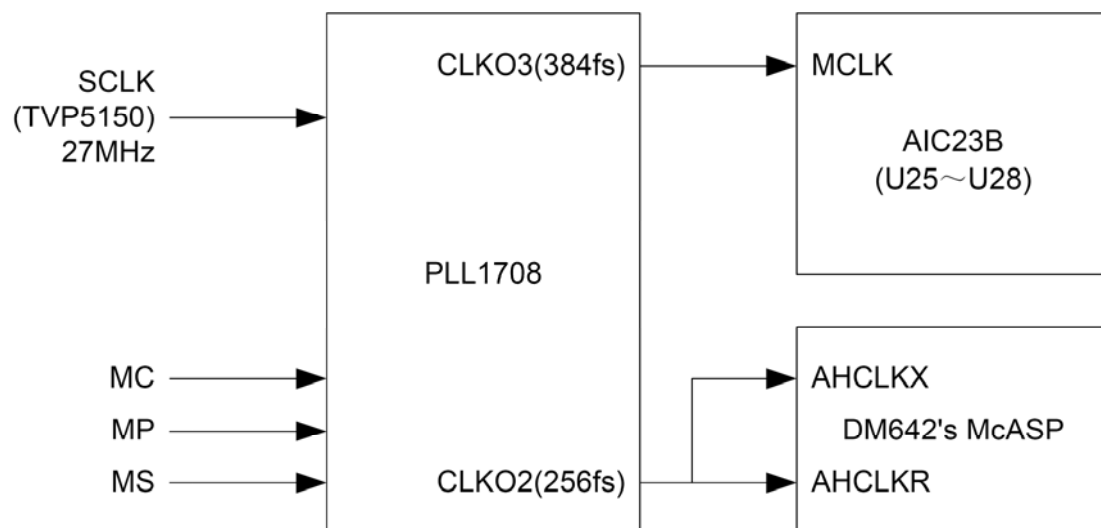 SCLK
(TVP5150)
27MHz
MC
MP
MS
CLKO3(384fs)
PLL1708
CLKO2(256fs)
MCLK
AIC23B
(U25～U28)
AHCLKX
DM642's McASP
AHCLKR